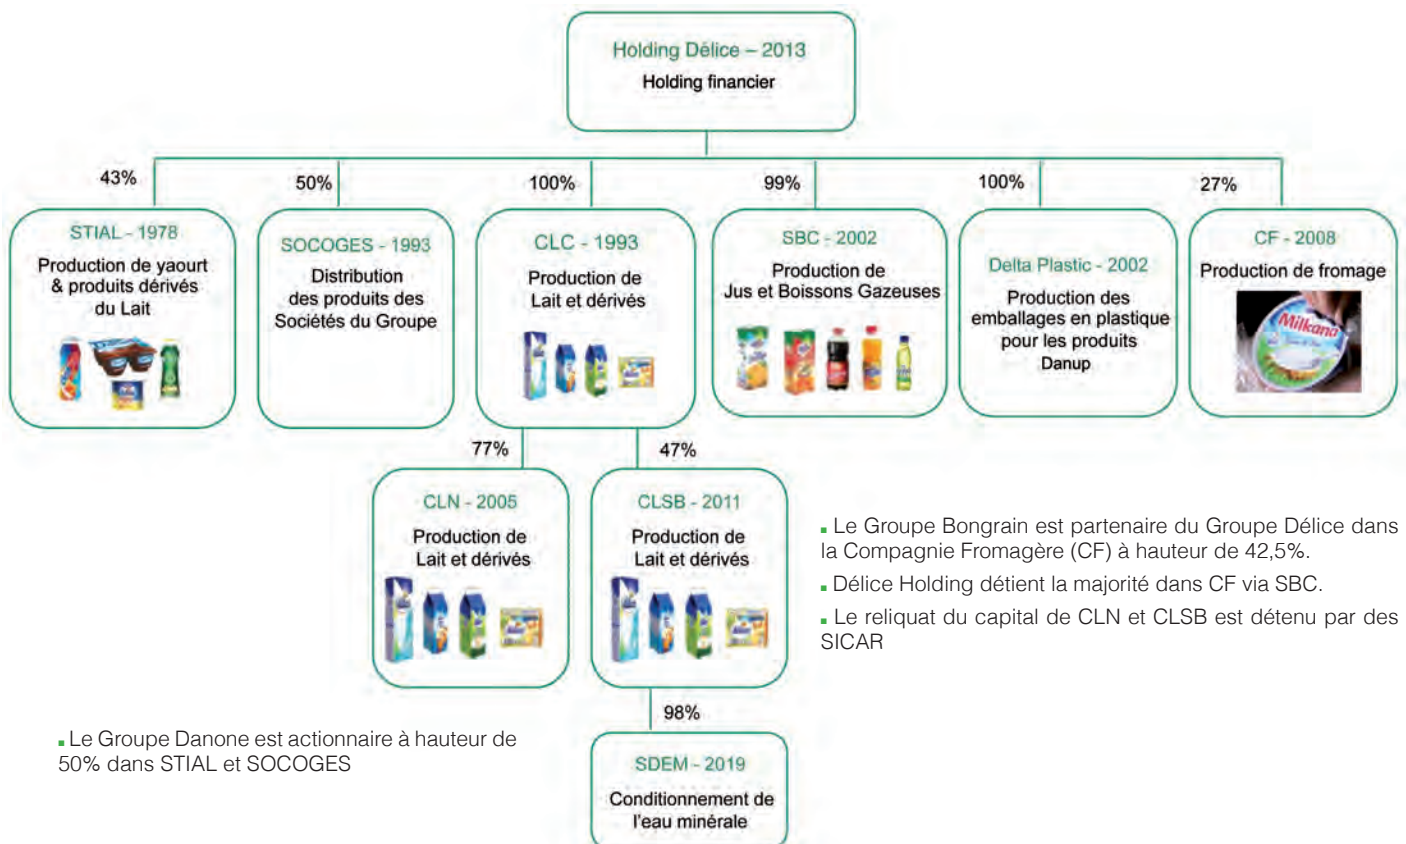 Holding Délice – 2013
Holding financier
43%
50%
100%
99%
100%
27%
STIAL - 1978
Production de yaourt
& produits dérivés
du Lait
SOCOGES - 1993
Distribution
des produits des
Sociétés du Groupe
CLC - 1993
Production de
Lait et dérivés
SBC - 2002
Production de
Jus et Boissons Gazeuses
Delta Plastic - 2002
Production des
emballages en plastique
pour les produits
Danup
CF - 2008
Production de fromage
Milkana
77%
47%
CLN - 2005
Production de
Lait et dérivés
CLSB - 2011
Production de
Lait et dérivés
▪ Le Groupe Bongrain est partenaire du Groupe Délice dans
la Compagnie Fromagère (CF) à hauteur de 42,5%.
▪ Délice Holding détient la majorité dans CF via SBC.
▪ Le reliquat du capital de CLN et CLSB est détenu par des
SICAR
98%
▪ Le Groupe Danone est actionnaire à hauteur de
50% dans STIAL et SOCOGES
SDEM - 2019
Conditionnement de
l'eau minérale